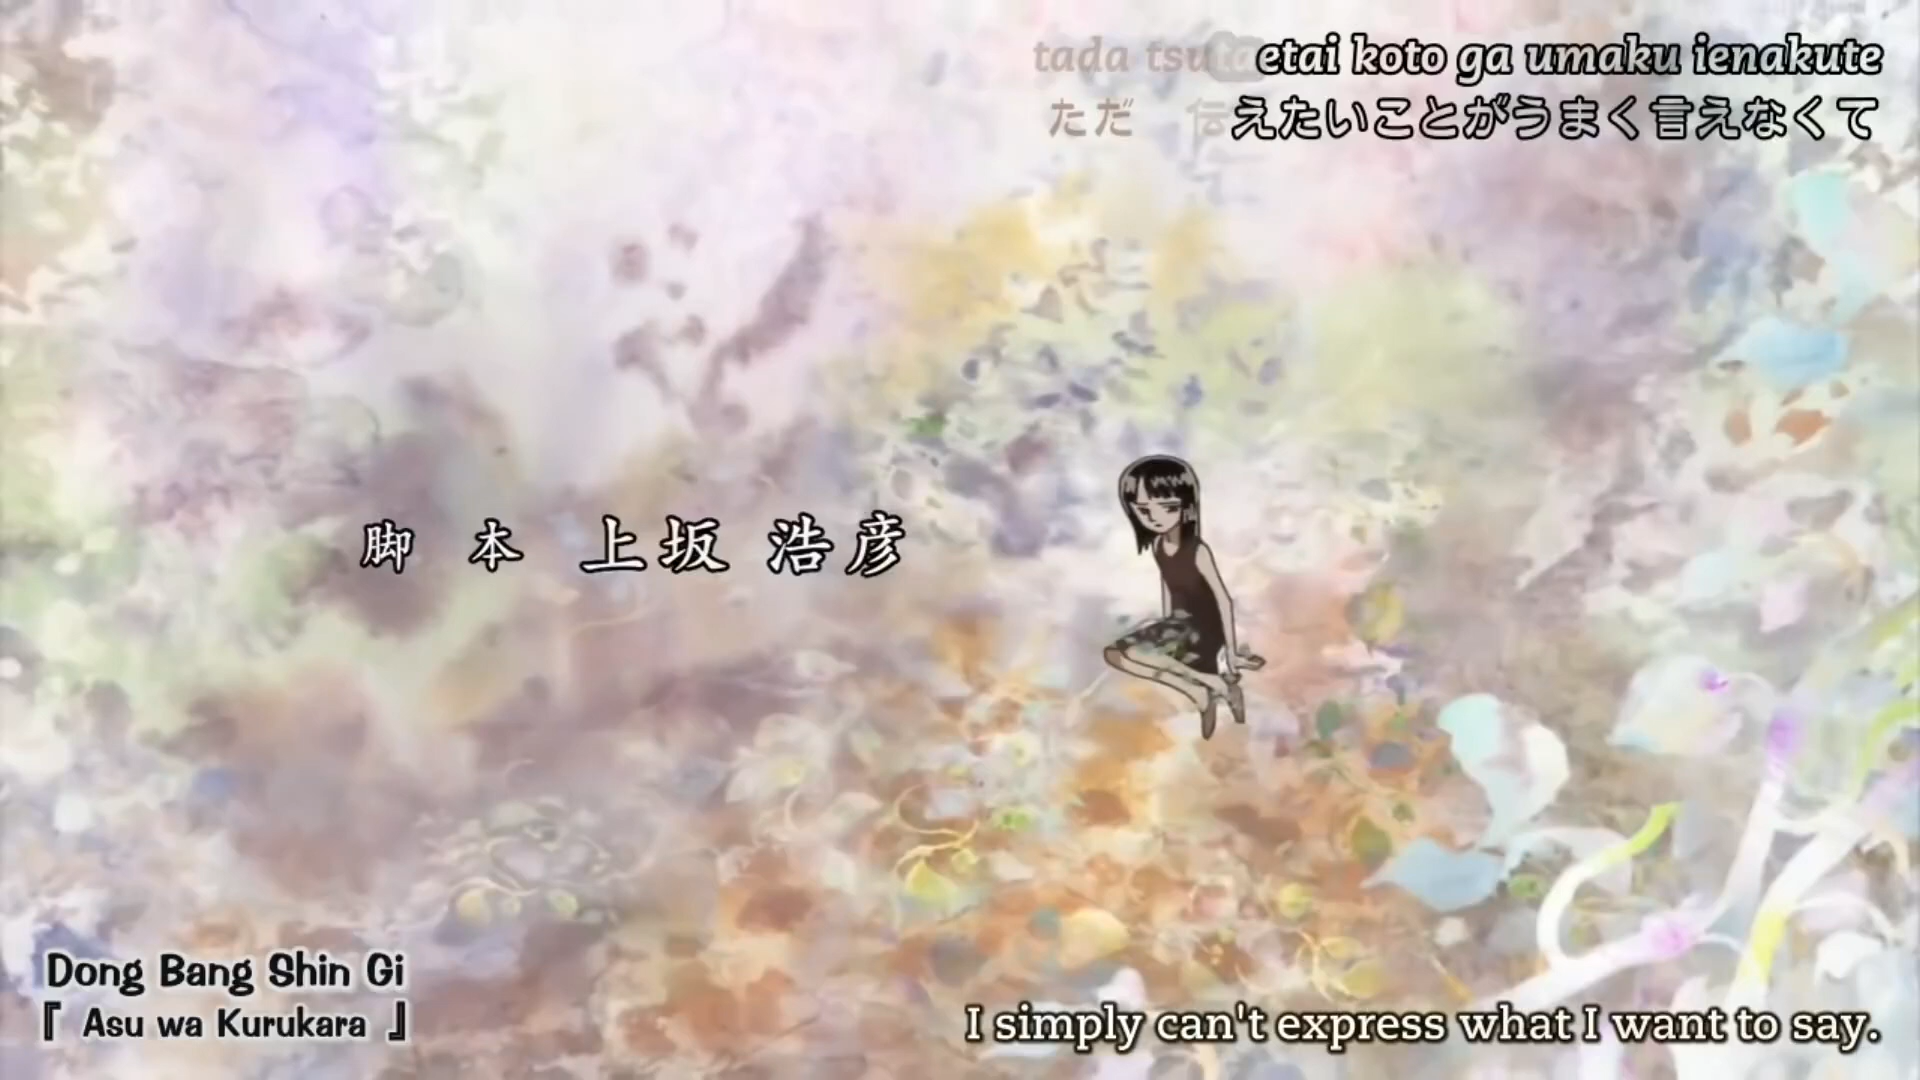 tada tsutaetai koto ga umaku ienakute
ただ 伝えたいことがうまく言えなくて
脚 本 上坂 浩彦
Dong Bang Shin Gi
『 Asu wa Kurukara 』
I simply can't express what I want to say.